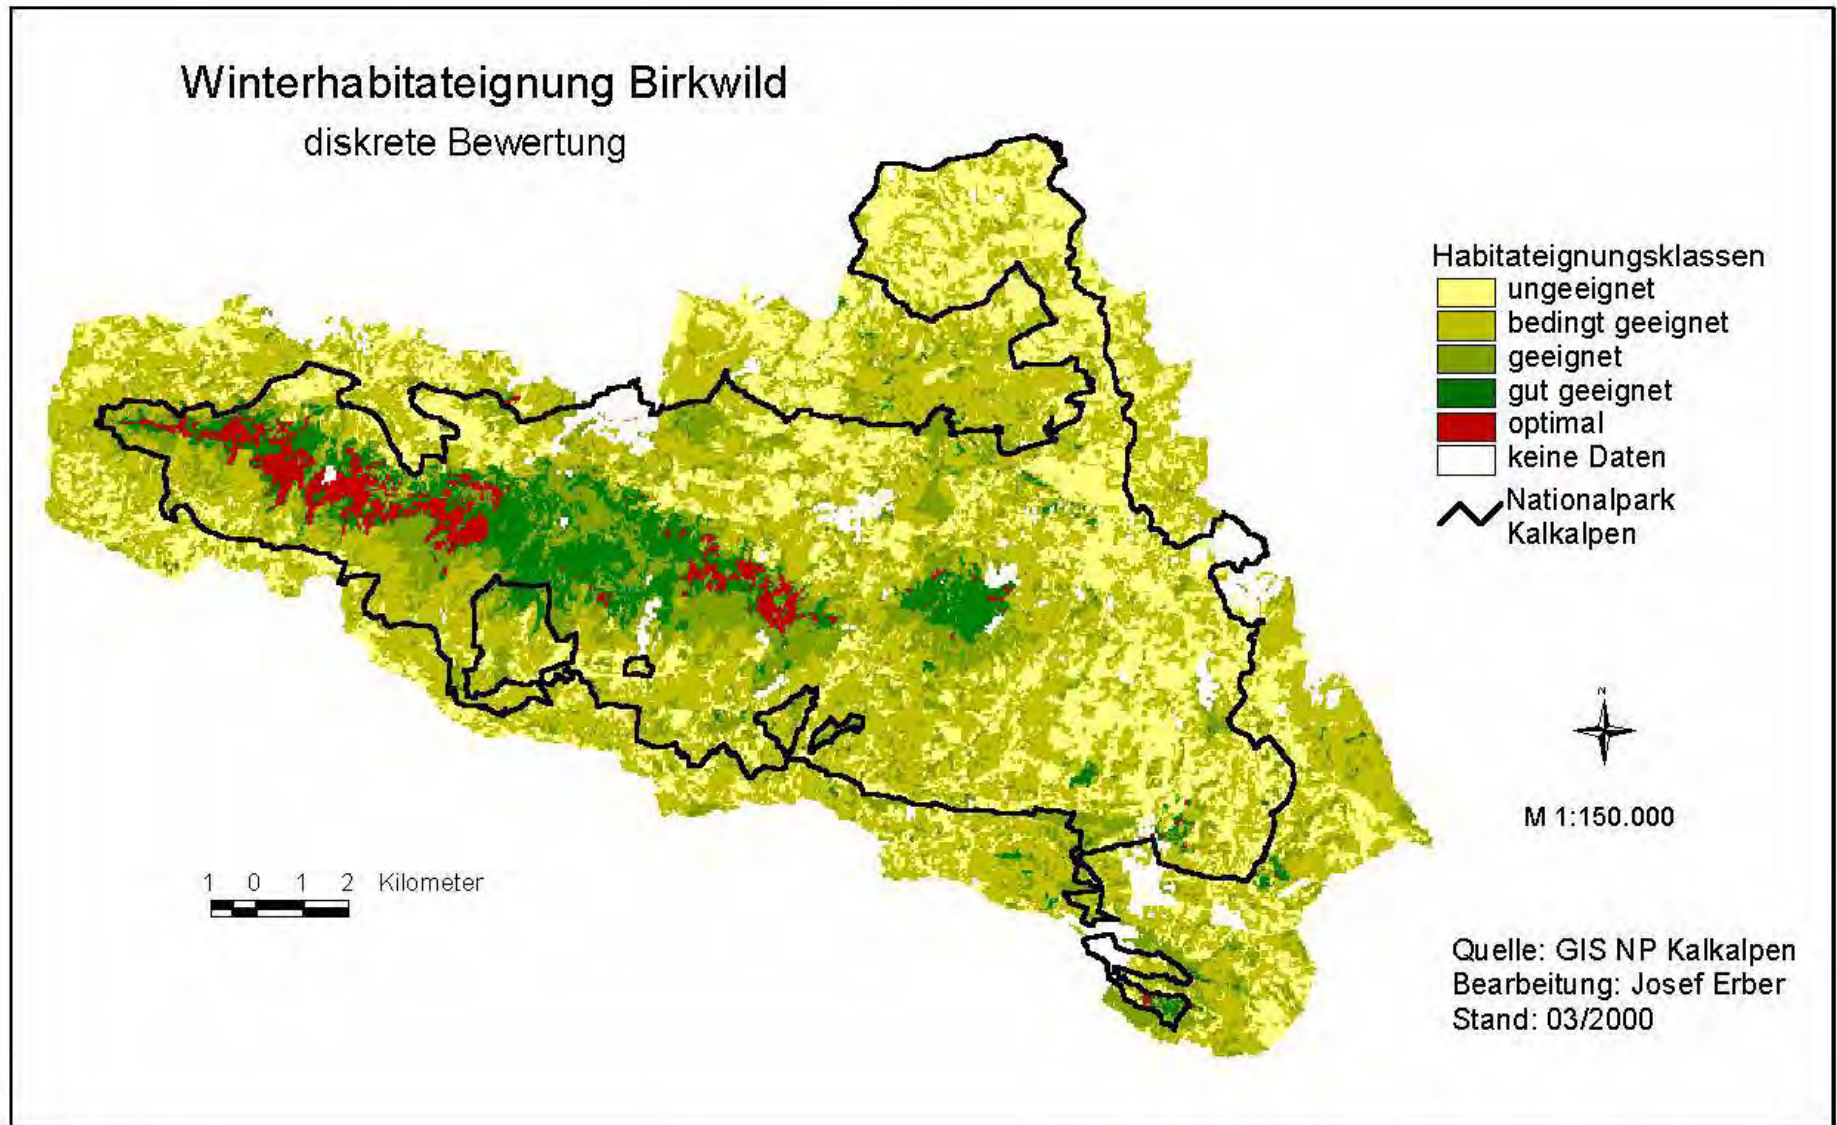 Winterhabitateignung Birkwild
diskrete Bewertung
Habitateignungsklassen
ungeeignet
bedingt geeignet
geeignet
gut geeignet
optimal
keine Daten
Nationalpark
Kalkalpen
N
M 1:150.000
1 0 1 2 Kilometer
Quelle: GIS NP Kalkalpen
Bearbeitung: Josef Erber
Stand: 03/2000